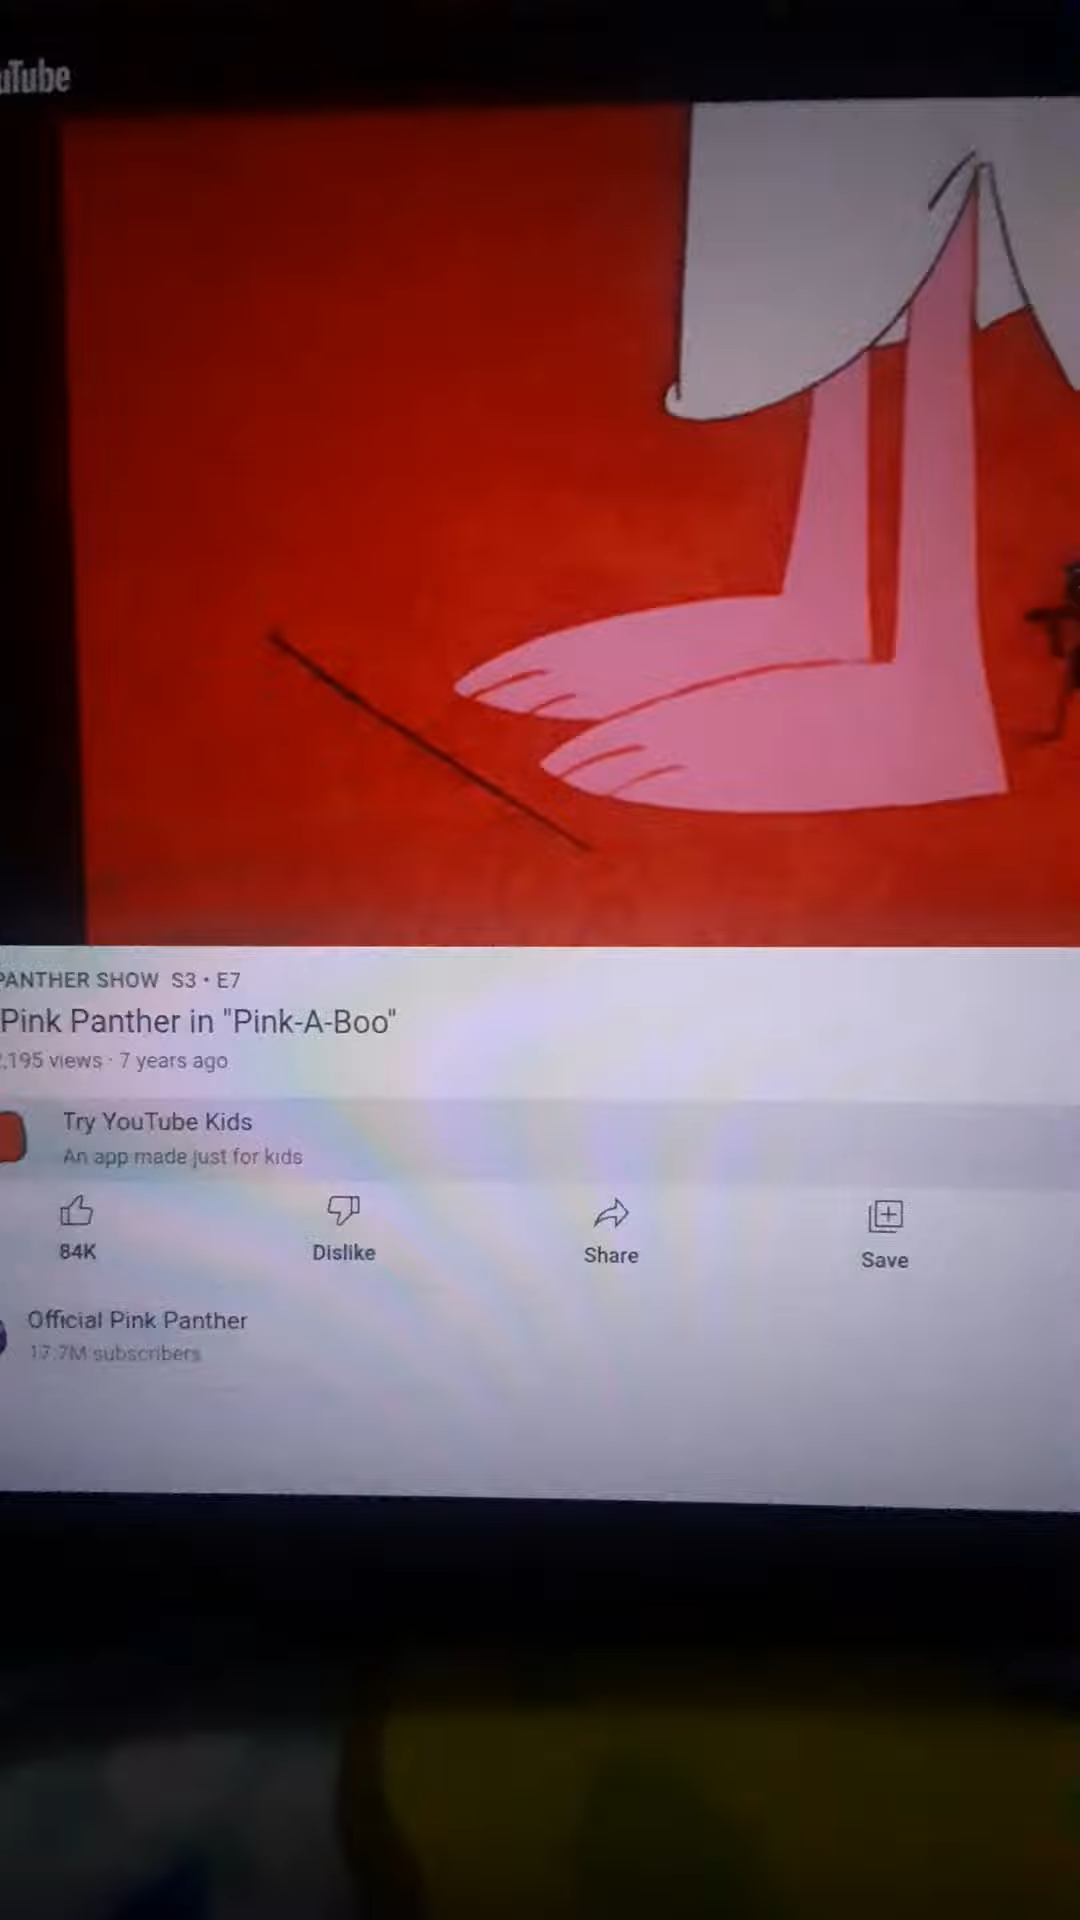 uTube
PANTHER SHOW S3 • E7
Pink Panther in "Pink-A-Boo"
,195 views · 7 years ago
Try YouTube Kids
An app made just for kids
84K
Dislike
Share
Save
Official Pink Panther
17.7M subscribers